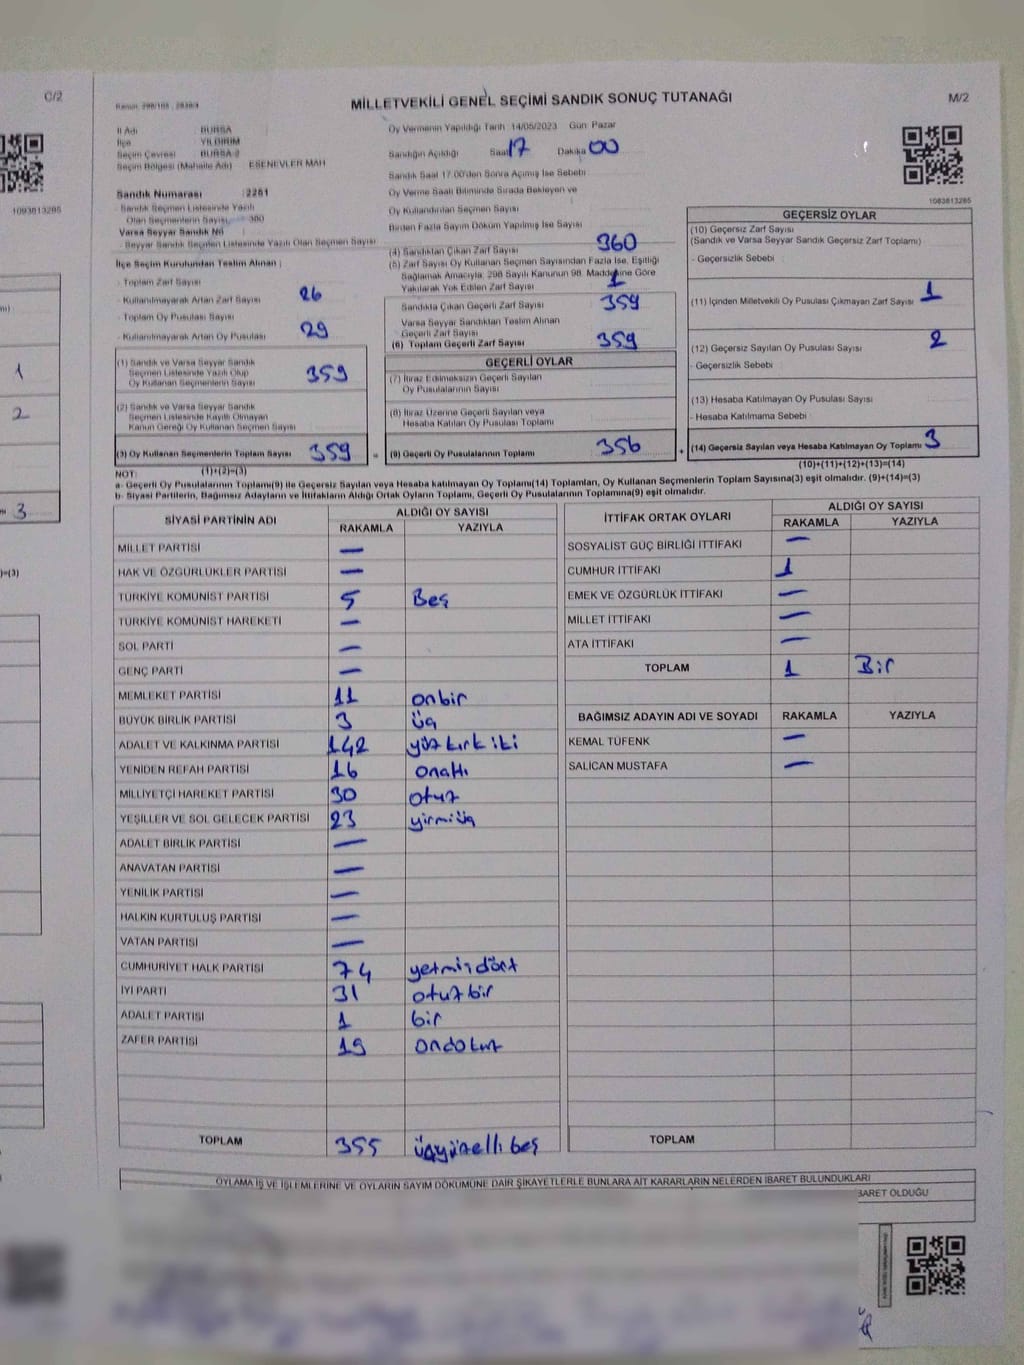 C/2
MİLLETVEKİLİ GENEL SEÇİMİ SANDIK SONUÇ TUTANAĞI
M/2
İl Adı BURSA
İlçe YILDIRIM
Seçim Çevresi BURSA 2
Seçim Bölgesi (Mahalle Adı) ESENEVLER MAH
Sandık Numarası : 2261
- Sandık Seçmen Listesinde Yazılı
Olan Seçmenlerin Sayısı : 380
Varsa Seyyar Sandık No
- Seyyar Sandık Seçmen Listesinde Yazılı Olan Seçmen Sayısı
İlçe Seçim Kurulundan Teslim Alınan ;
- Toplam Zarf Sayısı
- Kullanılmayarak Artan Zarf Sayısı 26
- Toplam Oy Pusulası
- Kullanılmayarak Artan Oy Pusulası 29
(1) Sandık ve Varsa Seyyar Sandık
Seçmen Listesinde Yazılı Olup
Oy Kullanan Seçmenlerin Sayısı 359
(2) Sandık ve Varsa Seyyar Sandık
Seçmen Listesinde Kayıtlı Olmayan
Kanun Gereği Oy Kullanan Seçmen Sayısı
(3) Oy Kullanan Seçmenlerin Toplam Sayısı 359
(1)+(2)=(3)
Oy Vermenin Yapıldığı Tarih 14/05/2023 Gün Pazar
Sandığın Açıldığı Saat 17 Dakika 00
Sandık Saat 17:00'den Sonra Açılmış İse Sebebi
Oy Verme Saati Bitiminde Sırada Bekleyen ve
Oy Kullandırılan Seçmen Sayısı
Birden Fazla Sayım Döküm Yapılmış İse Sayısı
(4) Sandıktan Çıkan Zarf Sayısı 360
(5) Zarf Sayısı Oy Kullanan Seçmen Sayısından Fazla İse, Eşitliği
Sağlamak Amacıyla, 298 Sayılı Kanunun 98. Maddesine Göre
Yakılarak Yok Edilen Zarf Sayısı 1
Sandıkta Çıkan Geçerli Zarf Sayısı 359
Varsa Seyyar Sandıktan Teslim Alınan
Geçerli Zarf Sayısı
(6) Toplam Geçerli Zarf Sayısı 359
GEÇERLİ OYLAR
(7) İtiraz Edilmeksizin Geçerli Sayılan
Oy Pusulalarının Sayısı
(8) İtiraz Üzerine Geçerli Sayılan veya
Hesaba Katılan Oy Pusulası Toplamı
(9) Geçerli Oy Pusulalarının Toplamı 356
1093813285
GEÇERSİZ OYLAR
(10) Geçersiz Zarf Sayısı
(Sandık ve Varsa Seyyar Sandık Geçersiz Zarf Toplamı)
- Geçersizlik Sebebi :
(11) İçinden Milletvekili Oy Pusulası Çıkmayan Zarf Sayısı 1
(12) Geçersiz Sayılan Oy Pusulası Sayısı 2
- Geçersizlik Sebebi
(13) Hesaba Katılmayan Oy Pusulası Sayısı
- Hesaba Katılmama Sebebi :
(14) Geçersiz Sayılan veya Hesaba Katılmayan Oy Toplamı 3
(10)+(11)+(12)+(13)=(14)
1
2
3
NOT:
a- Geçerli Oy Pusulalarının Toplamı(9) ile Geçersiz Sayılan veya Hesaba katılmayan Oy Toplamı(14) Toplamları, Oy Kullanan Seçmenlerin Toplam Sayısına(3) eşit olmalıdır. (9)+(14)=(3)
b- Siyasi Partilerin, Bağımsız Adayların ve İttifakların Aldığı Ortak Oyların Toplamı, Geçerli Oy Pusulalarının Toplamına(9) eşit olmalıdır.
SİYASİ PARTİNİN ADI ALDIĞI OY SAYISI
RAKAMLA YAZIYLA
MİLLET PARTİSİ —
HAK VE ÖZGÜRLÜKLER PARTİSİ —
TÜRKİYE KOMÜNİST PARTİSİ 5 Beş
TÜRKİYE KOMÜNİST HAREKETİ —
SOL PARTİ —
GENÇ PARTİ —
MEMLEKET PARTİSİ 11 onbir
BÜYÜK BİRLİK PARTİSİ 3 üç
ADALET VE KALKINMA PARTİSİ 142 yüz kırk iki
YENİDEN REFAH PARTİSİ 16 onaltı
MİLLİYETÇİ HAREKET PARTİSİ 30 otuz
YEŞİLLER VE SOL GELECEK PARTİSİ 23 yirmiüç
ADALET BİRLİK PARTİSİ —
ANAVATAN PARTİSİ —
YENİLİK PARTİSİ —
HALKIN KURTULUŞ PARTİSİ —
VATAN PARTİSİ —
CUMHURİYET HALK PARTİSİ 74 yetmişdört
İYİ PARTİ 31 otuz bir
ADALET PARTİSİ 1 bir
ZAFER PARTİSİ 19 ondokuz
TOPLAM 355 üçyüzelli beş
İTTİFAK ORTAK OYLARI ALDIĞI OY SAYISI
RAKAMLA YAZIYLA
SOSYALİST GÜÇ BİRLİĞİ İTTİFAKI —
CUMHUR İTTİFAKI 1
EMEK VE ÖZGÜRLÜK İTTİFAKI —
MİLLET İTTİFAKI —
ATA İTTİFAKI —
TOPLAM 1 Bir
BAĞIMSIZ ADAYIN ADI VE SOYADI RAKAMLA YAZIYLA
KEMAL TÜFENK —
SALİCAN MUSTAFA —
TOPLAM
OYLAMA İŞ VE İŞLEMLERİNE VE OYLARIN SAYIM DÖKÜMÜNE DAİR ŞİKAYETLERLE BUNLARA AİT KARARLARIN NELERDEN İBARET BULUNDUKLARI
BARET OLDUĞU